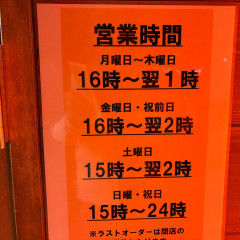 営業時間
月曜日～木曜日
16時～翌1時
金曜日・祝前日
16時～翌2時
土曜日
15時～翌2時
日曜・祝日
15時～24時
※ラストオーダーは閉店の